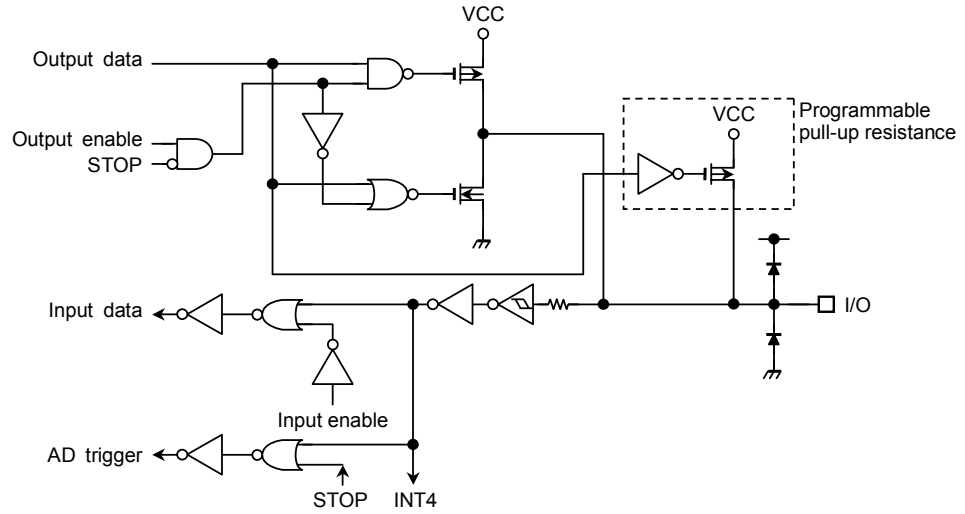 VCC
Output data
Programmable
pull-up resistance
VCC
Output enable
STOP
Input data
I/O
Input enable
AD trigger
STOP
INT4